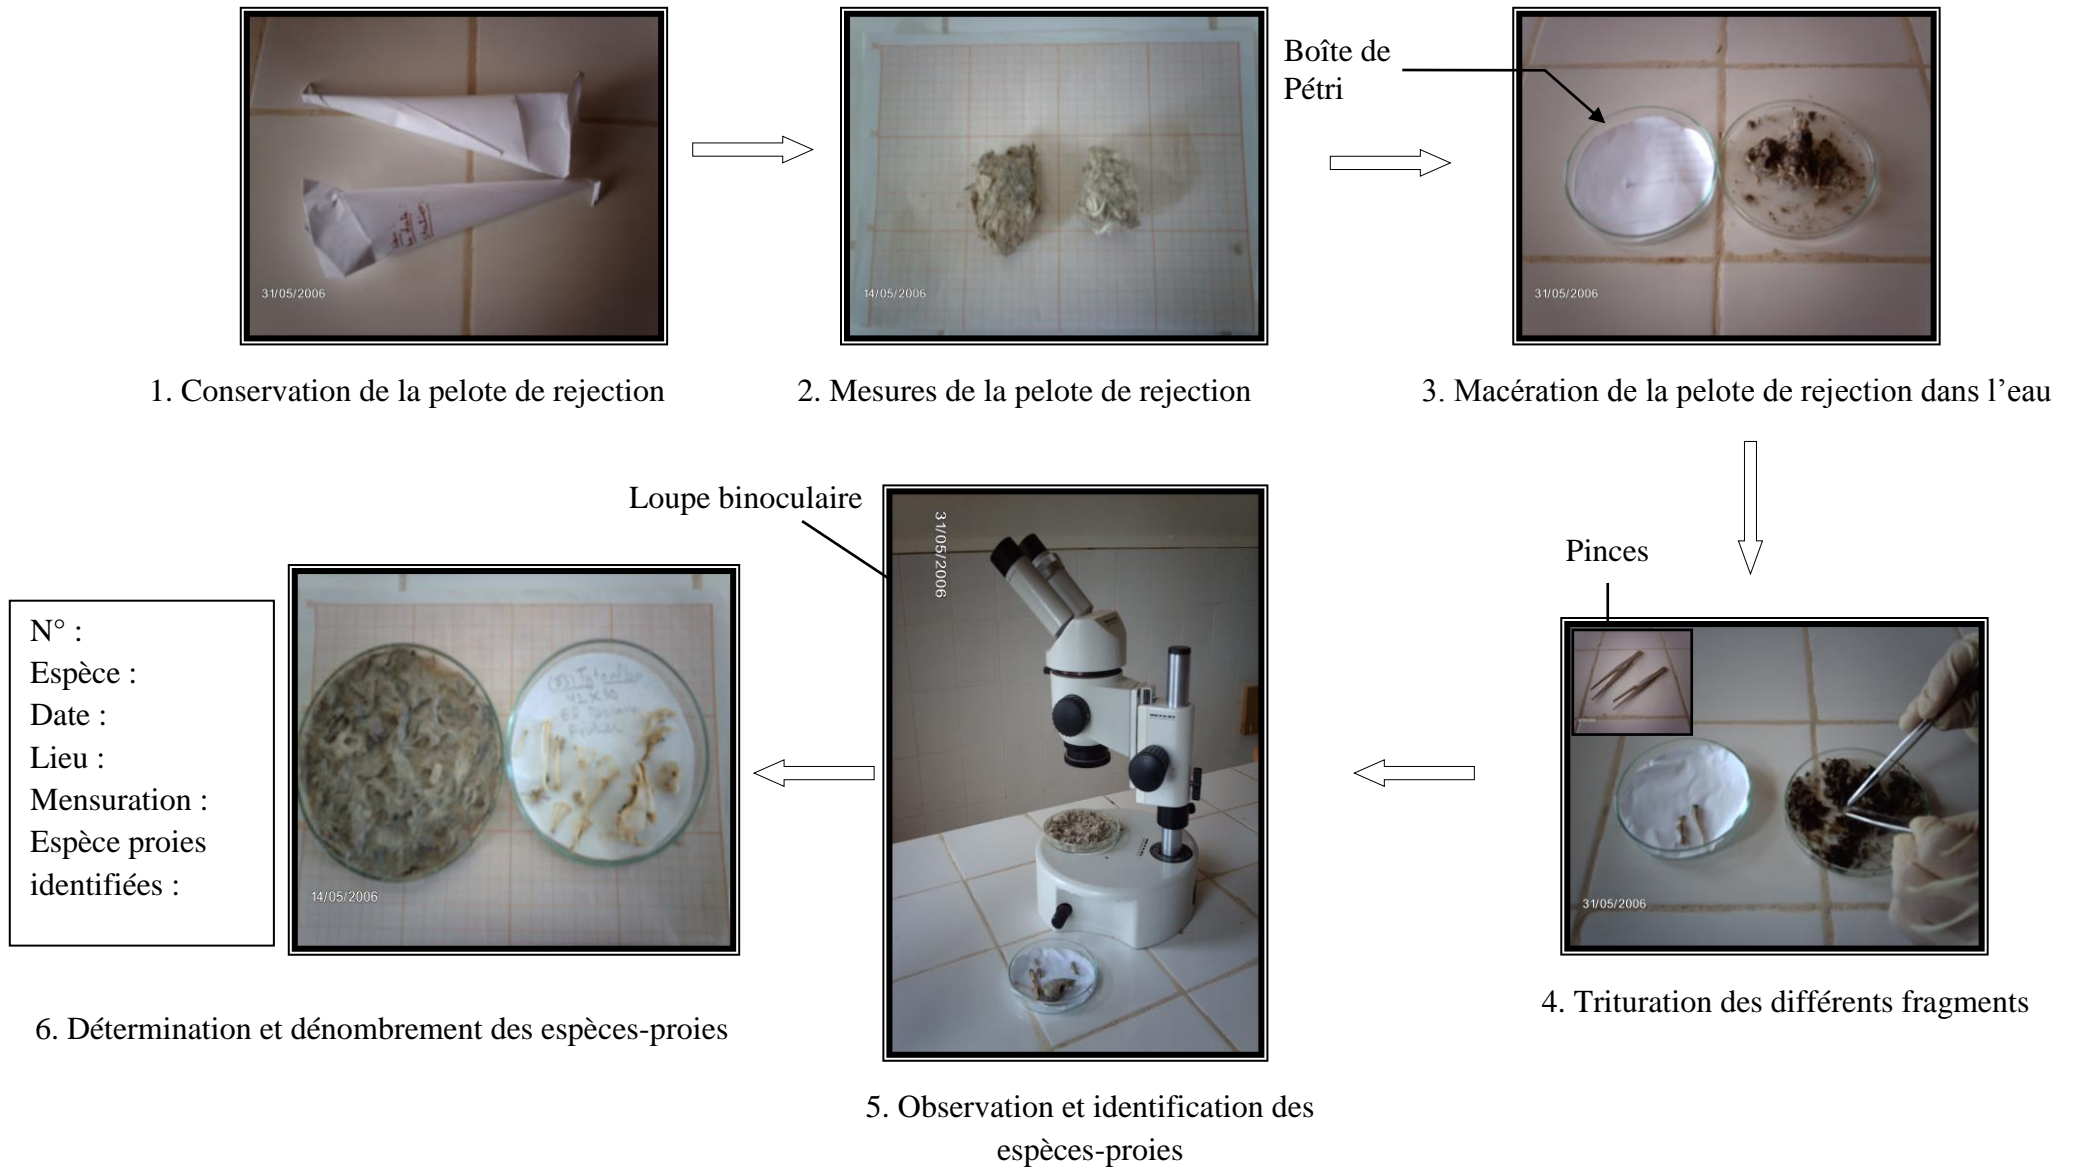 31/05/2006
1. Conservation de la pelote de rejection
14/05/2006
2. Mesures de la pelote de rejection
Boîte de
Pétri
31/05/2006
3. Macération de la pelote de rejection dans l’eau
Pinces
31/05/2006
4. Trituration des différents fragments
Loupe binoculaire
31/05/2006
5. Observation et identification des
espèces-proies
14/05/2006
6. Détermination et dénombrement des espèces-proies
N° :
Espèce :
Date :
Lieu :
Mensuration :
Espèce proies
identifiées :